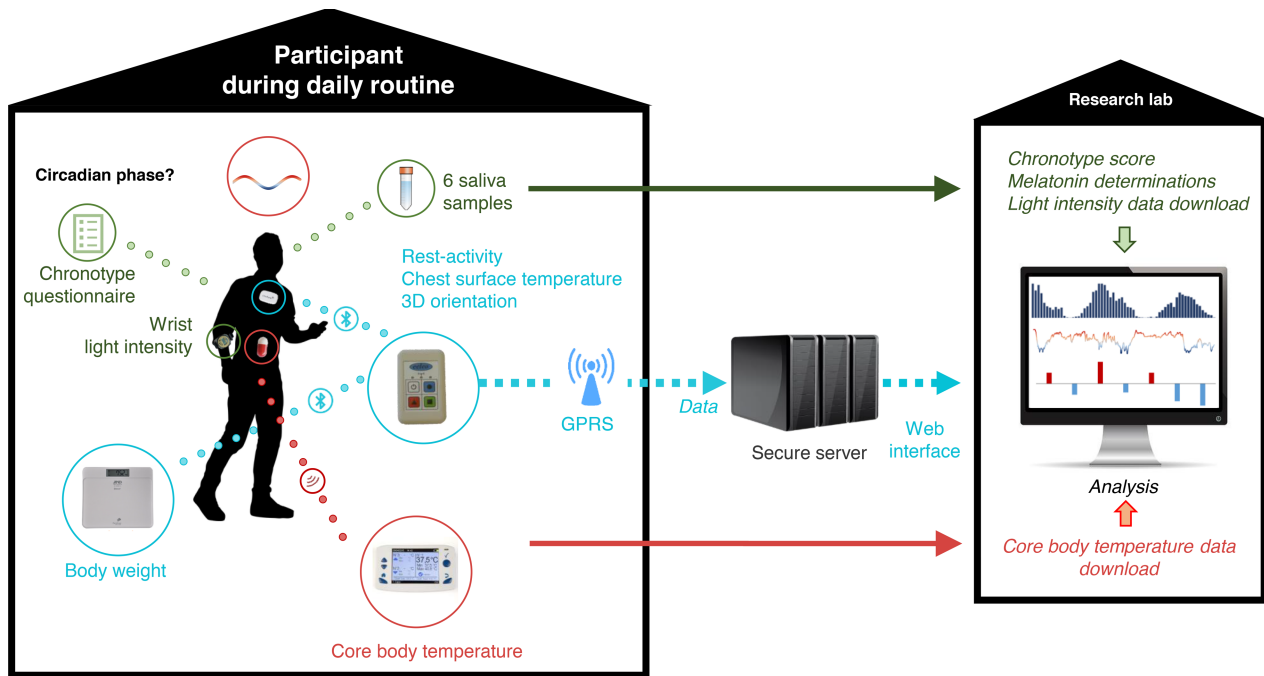 Participant
during daily routine
Research lab
Circadian phase?
6 saliva
samples
Chronotype
questionnaire
Rest-activity
Chest surface temperature
3D orientation
Wrist
light intensity
GPRS
Data
Secure server
Web
interface
Body weight
37.5°C
Core body temperature
Chronotype score
Melatonin determinations
Light intensity data download
Analysis
Core body temperature data
download